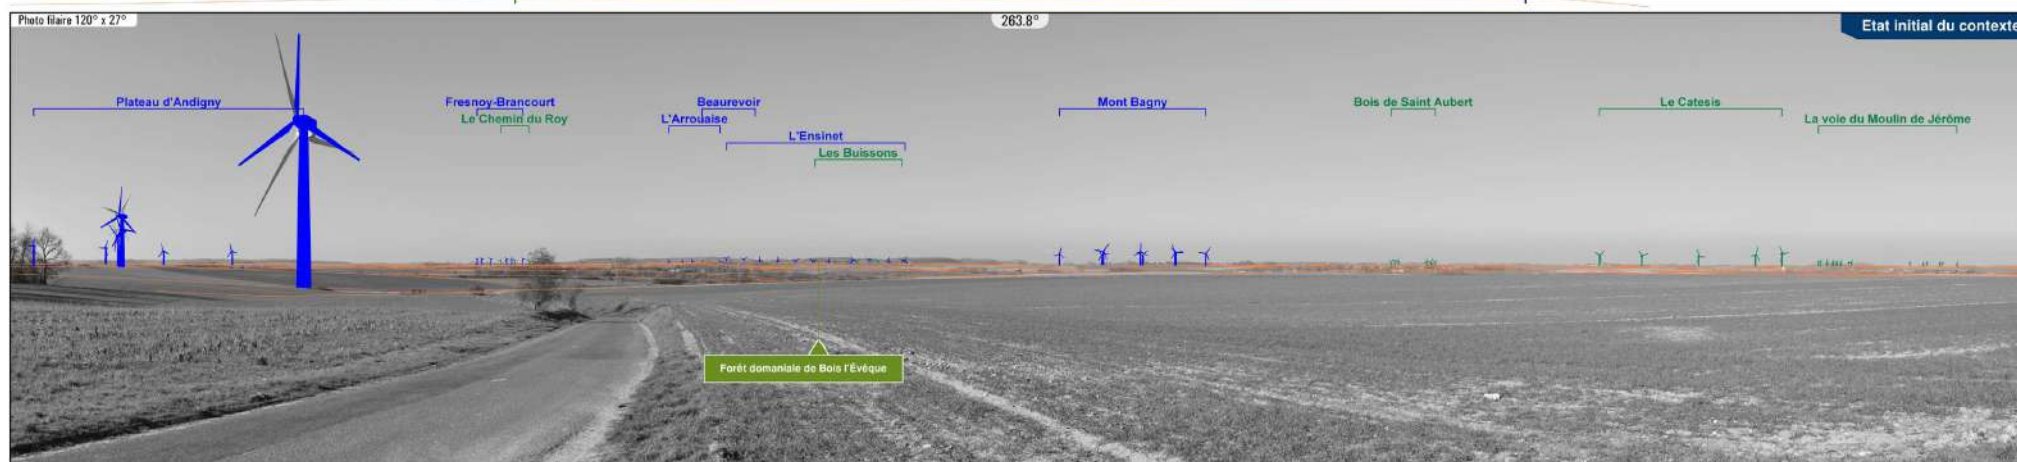 Photo filaire 120° x 27°
263.8°
Etat initial du contexte
Plateau d'Andigny
Fresnoy-Brancourt
Le Chemin du Roy
Beaurevoir
L'Arrouaise
L'Ensinet
Les Buissons
Mont Bagny
Bois de Saint Aubert
Le Catesis
La voie du Moulin de Jérôme
Forêt domaniale de Bois l'Évêque